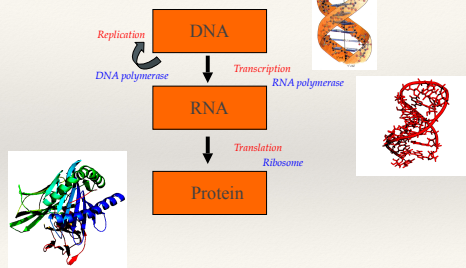 Replication
DNA
DNA polymerase
Transcription
RNA polymerase
RNA
Translation
Ribosome
Protein